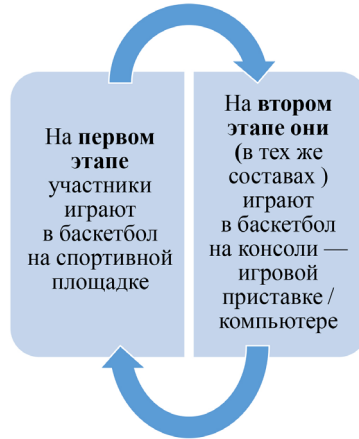 На первом
этапе
участники
играют
в баскетбол
на спортивной
площадке
На втором
этапе они
(в тех же
составах )
играют
в баскетбол
на консоли —
игровой
приставке /
компьютере